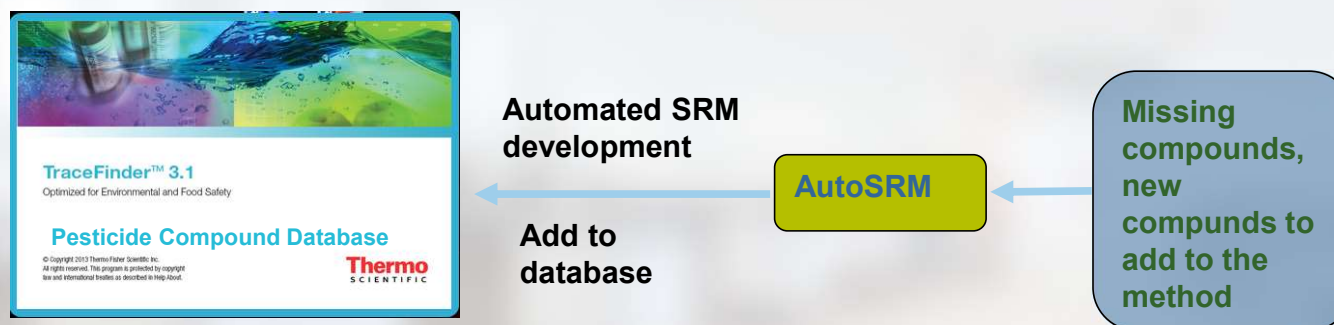 TraceFinder™ 3.1
Optimized for Environmental and Food Safety
Pesticide Compound Database
© Copyright 2013 Thermo Fisher Scientific Inc.
All rights reserved. This program is protected by copyright
law and international treaties as described in Help About.
Thermo
SCIENTIFIC
Automated SRM
development
Add to
database
AutoSRM
Missing
compounds,
new
compunds to
add to the
method